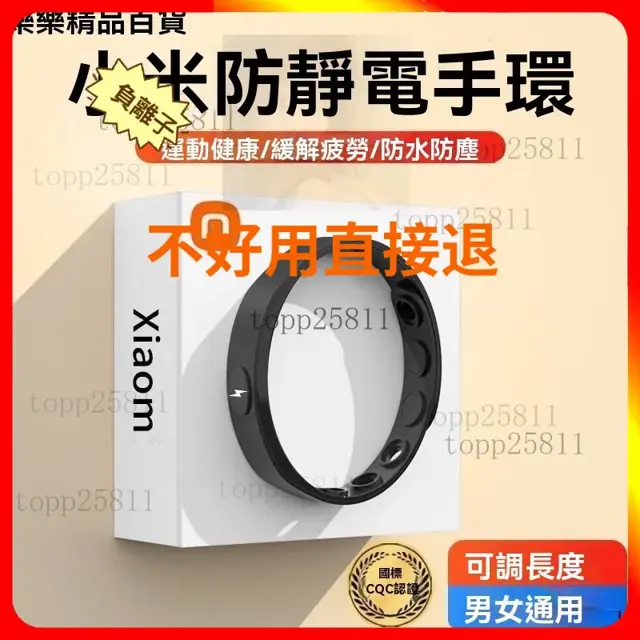 樂樂精品百貨
小米防靜電手環
負離子
運動健康/緩解疲勞/防水防塵
topp25811
topp25811
topp25811
topp25811
不好用直接退
topp25811
Xiaom
topp25811
topp25811
topp25811
topp25811
topp25811
國標
CQC認證
可調長度
男女通用